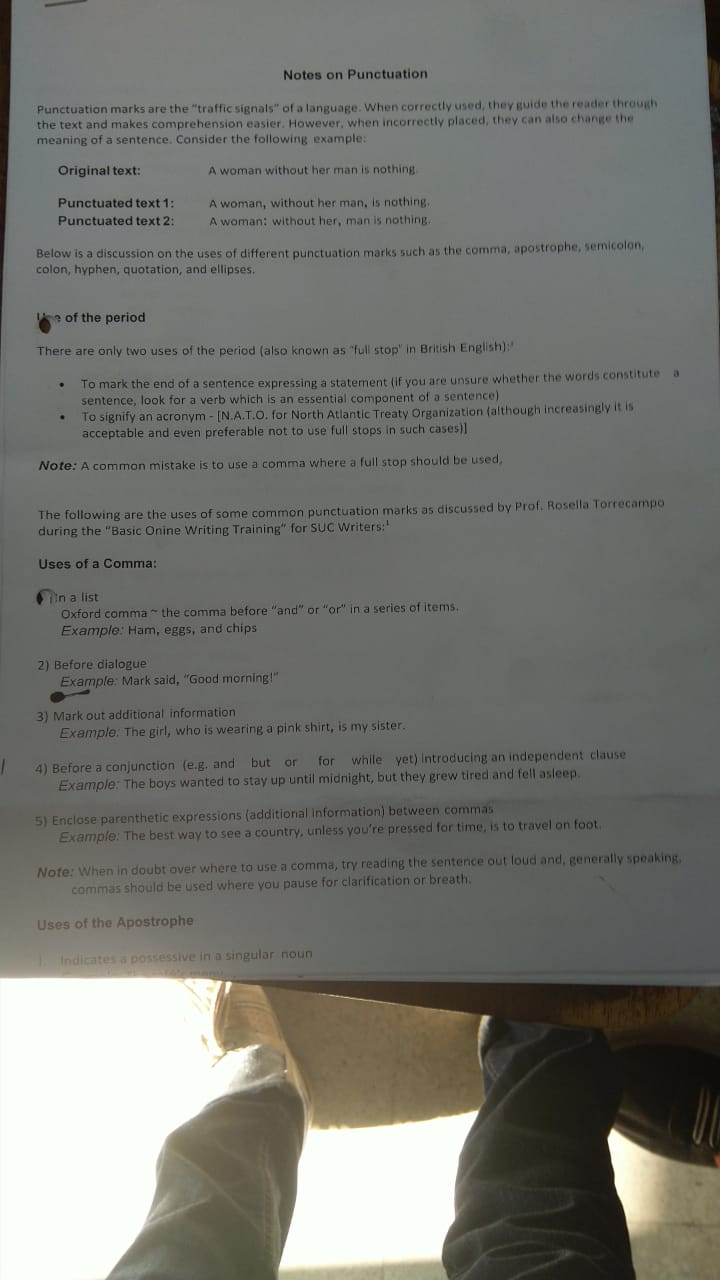 Notes on Punctuation
Punctuation marks are the "traffic signals" of a language. When correctly used, they guide the reader through
the text and makes comprehension easier. However, when incorrectly placed, they can also change the
meaning of a sentence. Consider the following example:
Original text: A woman without her man is nothing.
Punctuated text 1: A woman, without her man, is nothing.
Punctuated text 2: A woman: without her, man is nothing.
Below is a discussion on the uses of different punctuation marks such as the comma, apostrophe, semicolon,
colon, hyphen, quotation, and ellipses.
of the period
There are only two uses of the period (also known as "full stop" in British English):¹
• To mark the end of a sentence expressing a statement (if you are unsure whether the words constitute a
sentence, look for a verb which is an essential component of a sentence)
• To signify an acronym - [N.A.T.O. for North Atlantic Treaty Organization (although increasingly it is
acceptable and even preferable not to use full stops in such cases)]
Note: A common mistake is to use a comma where a full stop should be used,
The following are the uses of some common punctuation marks as discussed by Prof. Rosella Torrecampo
during the "Basic Onine Writing Training" for SUC Writers:¹
Uses of a Comma:
In a list
Oxford comma ~ the comma before "and" or "or" in a series of items.
Example: Ham, eggs, and chips
2) Before dialogue
Example: Mark said, "Good morning!"
3) Mark out additional information
Example: The girl, who is wearing a pink shirt, is my sister.
4) Before a conjunction (e.g. and but or for while yet) introducing an independent clause
Example: The boys wanted to stay up until midnight, but they grew tired and fell asleep.
5) Enclose parenthetic expressions (additional information) between commas
Example: The best way to see a country, unless you're pressed for time, is to travel on foot.
Note: When in doubt over where to use a comma, try reading the sentence out loud and, generally speaking,
commas should be used where you pause for clarification or breath.
Uses of the Apostrophe
1. Indicates a possessive in a singular noun